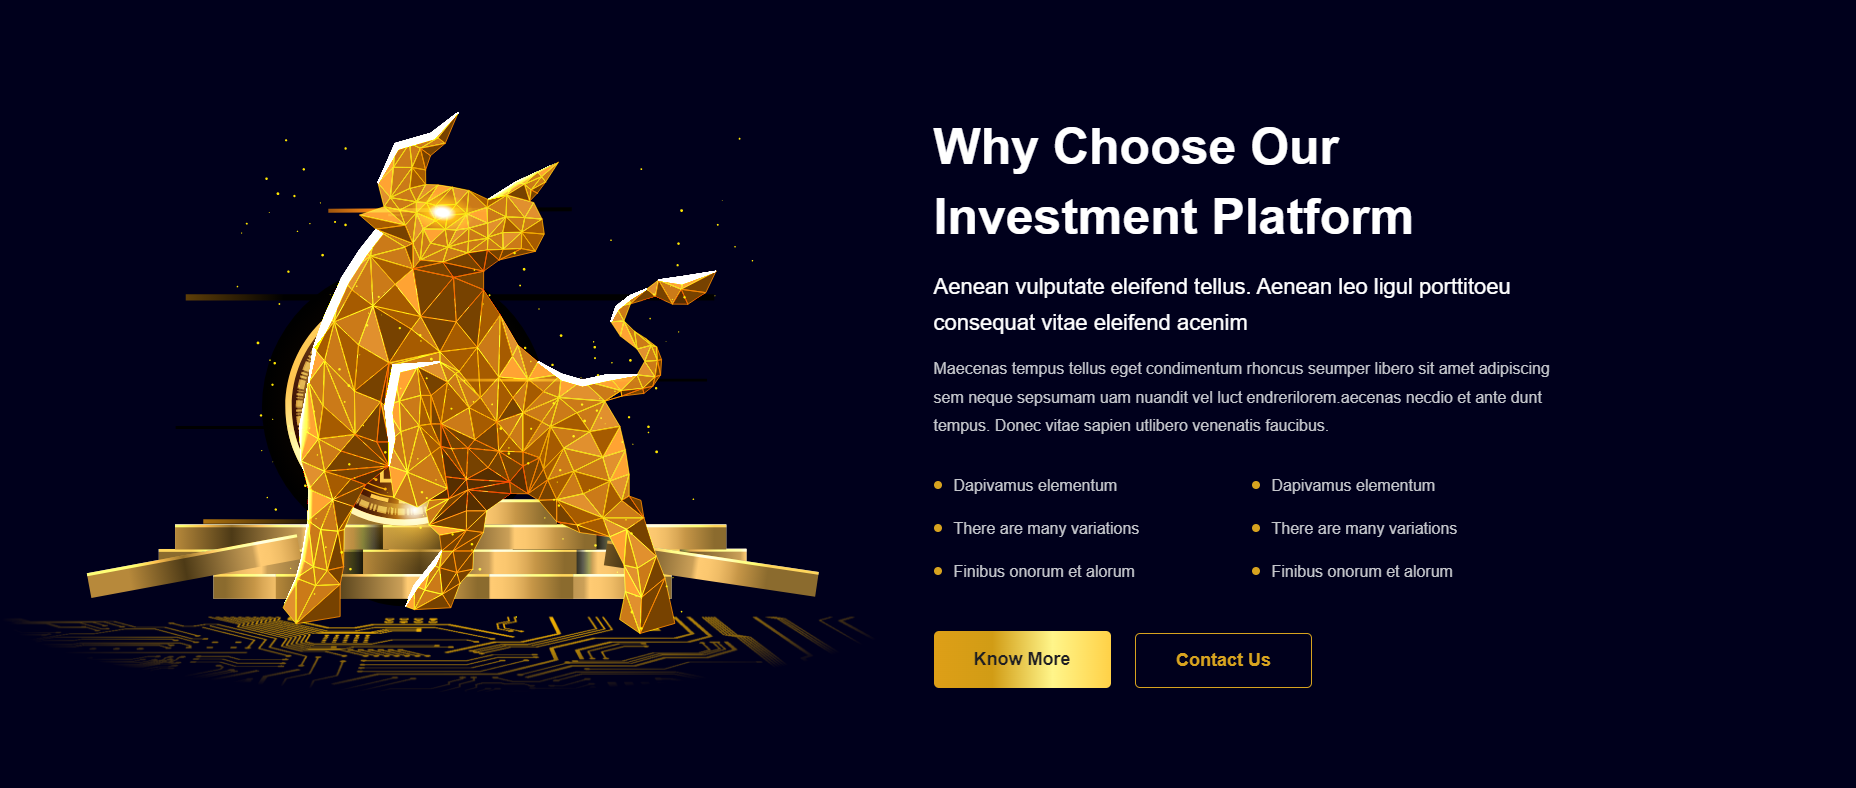 Why Choose Our
Investment Platform
Aenean vulputate eleifend tellus. Aenean leo ligul porttitoeu
consequat vitae eleifend acenim
Maecenas tempus tellus eget condimentum rhoncus seumper libero sit amet adipiscing
sem neque sepsumam uam nuandit vel luct endrerilorem.aecenas necdio et ante dunt
tempus. Donec vitae sapien utlibero venenatis faucibus.
Dapivamus elementum
There are many variations
Finibus onorum et alorum
Dapivamus elementum
There are many variations
Finibus onorum et alorum
Know More
Contact Us